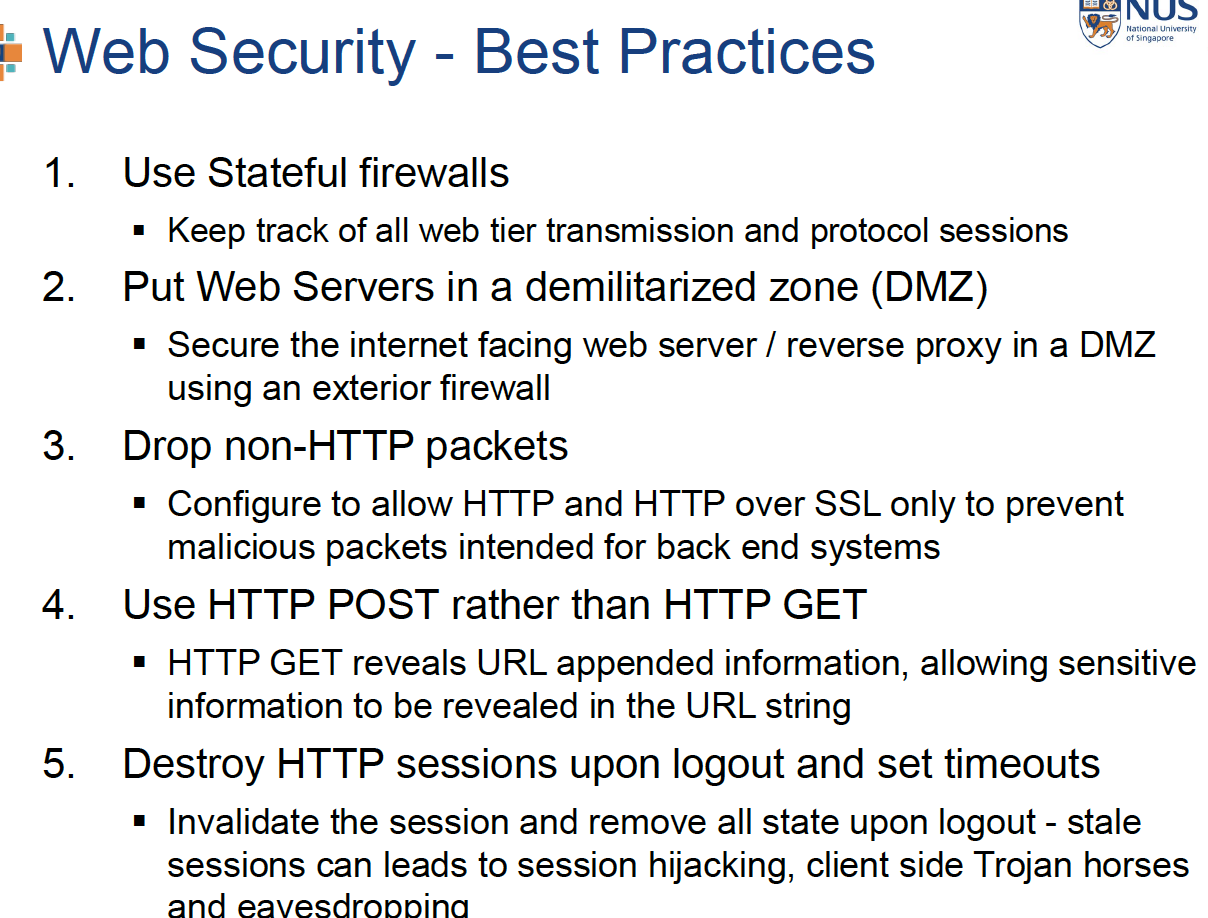 NUS
National University
of Singapore
Web Security - Best Practices
1. Use Stateful firewalls
▪ Keep track of all web tier transmission and protocol sessions
2. Put Web Servers in a demilitarized zone (DMZ)
▪ Secure the internet facing web server / reverse proxy in a DMZ
using an exterior firewall
3. Drop non-HTTP packets
▪ Configure to allow HTTP and HTTP over SSL only to prevent
malicious packets intended for back end systems
4. Use HTTP POST rather than HTTP GET
▪ HTTP GET reveals URL appended information, allowing sensitive
information to be revealed in the URL string
5. Destroy HTTP sessions upon logout and set timeouts
▪ Invalidate the session and remove all state upon logout - stale
sessions can leads to session hijacking, client side Trojan horses
and eavesdropping